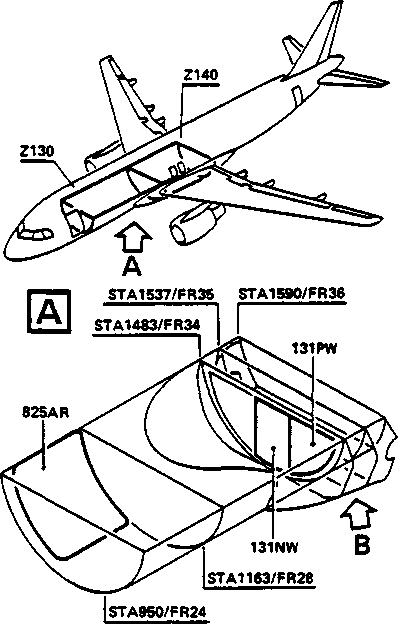 Z140
Z130
A
A
STA1537/FR35
STA1590/FR36
STA1483/FR34
131PW
825AR
131NW
B
STA1163/FR28
STA950/FR24